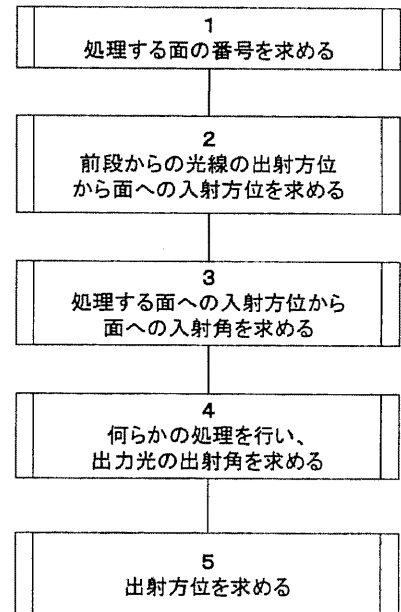 1
処理する面の番号を求める
2
前段からの光線の出射方位
から面への入射方位を求める
3
処理する面への入射方位から
面への入射角を求める
4
何らかの処理を行い、
出力光の出射角を求める
5
出射方位を求める